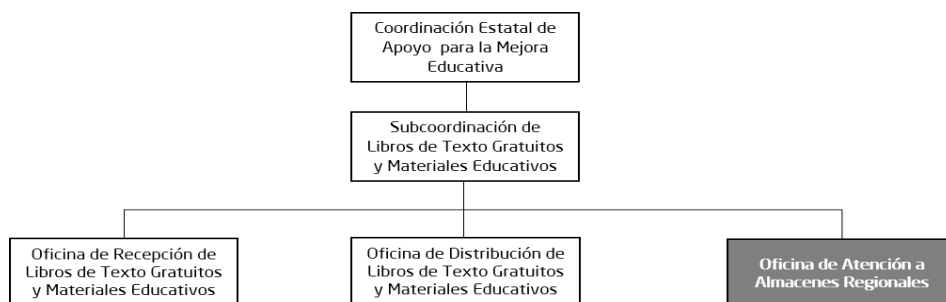 Coordinación Estatal de
Apoyo para la Mejora
Educativa
Subcoordinación de
Libros de Texto Gratuitos
y Materiales Educativos
Oficina de Recepción de
Libros de Texto Gratuitos
y Materiales Educativos
Oficina de Distribución de
Libros de Texto Gratuitos
y Materiales Educativos
Oficina de Atención a
Almacenes Regionales